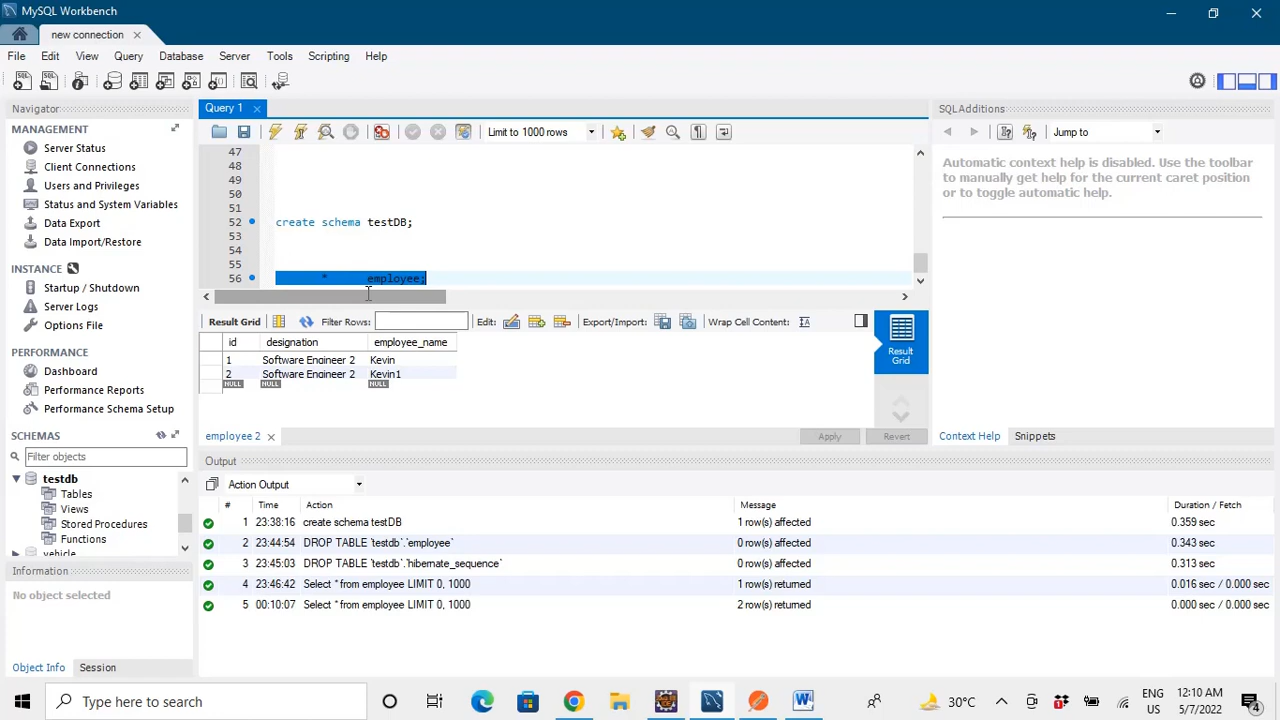 MySQL Workbench
new connection
File Edit View Query Database Server Tools Scripting Help
Navigator
MANAGEMENT
Server Status
Client Connections
Users and Privileges
Status and System Variables
Data Export
Data Import/Restore
INSTANCE
Startup / Shutdown
Server Logs
Options File
PERFORMANCE
Dashboard
Performance Reports
Performance Schema Setup
SCHEMAS
Filter objects
testdb
Tables
Views
Stored Procedures
Functions
vehicle
Information
No object selected
Object Info Session
Query 1
Limit to 1000 rows
47
48
49
50
51
52 create schema testDB;
53
54
55
56 * employee;
Result Grid Filter Rows: Edit: Export/Import: Wrap Cell Content:
id designation employee_name
1 Software Engineer 2 Kevin
2 Software Engineer 2 Kevin1
NULL NULL NULL
Result
Grid
employee 2 Apply Revert
SQLAdditions
Jump to
Automatic context help is disabled. Use the toolbar
to manually get help for the current caret position
or to toggle automatic help.
Context Help Snippets
Output
Action Output
# Time Action Message Duration / Fetch
1 23:38:16 create schema testDB 1 row(s) affected 0.359 sec
2 23:44:54 DROP TABLE `testdb`.`employee` 0 row(s) affected 0.343 sec
3 23:45:03 DROP TABLE `testdb`.`hibernate_sequence` 0 row(s) affected 0.313 sec
4 23:46:42 Select * from employee LIMIT 0, 1000 1 row(s) returned 0.016 sec / 0.000 sec
5 00:10:07 Select * from employee LIMIT 0, 1000 2 row(s) returned 0.000 sec / 0.000 sec
Type here to search
30°C
ENG
US
12:10 AM
5/7/2022
4